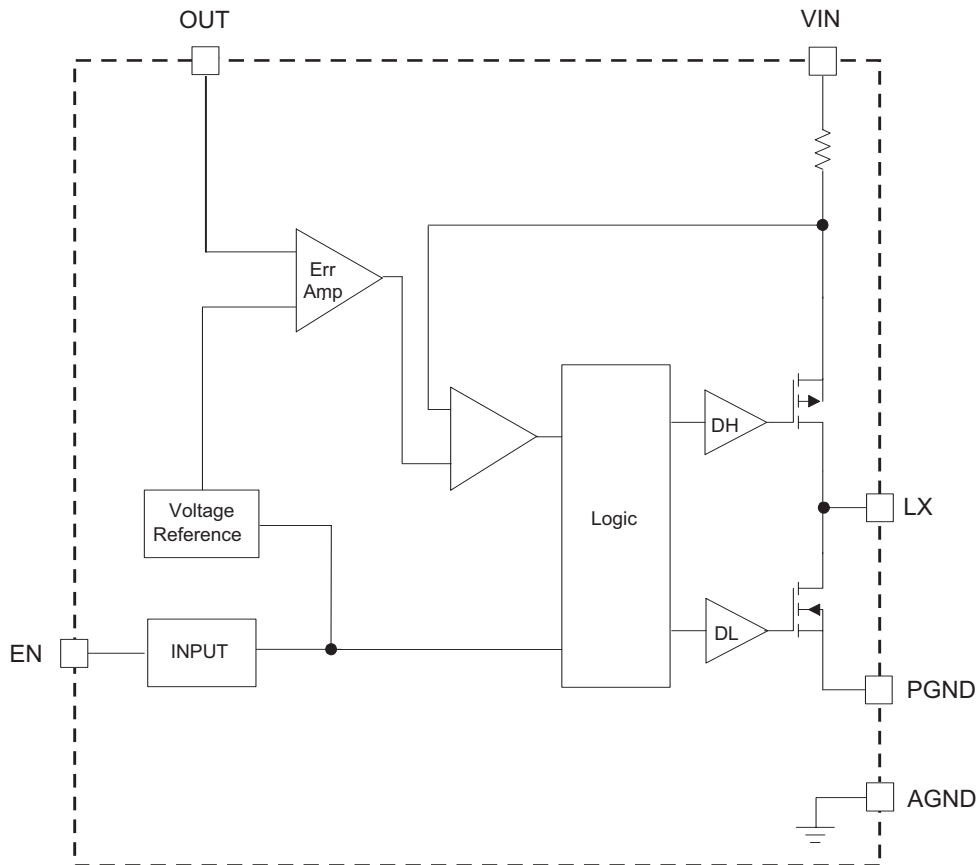 OUT
VIN
Err
Amp
DH
Voltage
Reference
Logic
LX
EN
INPUT
DL
PGND
AGND